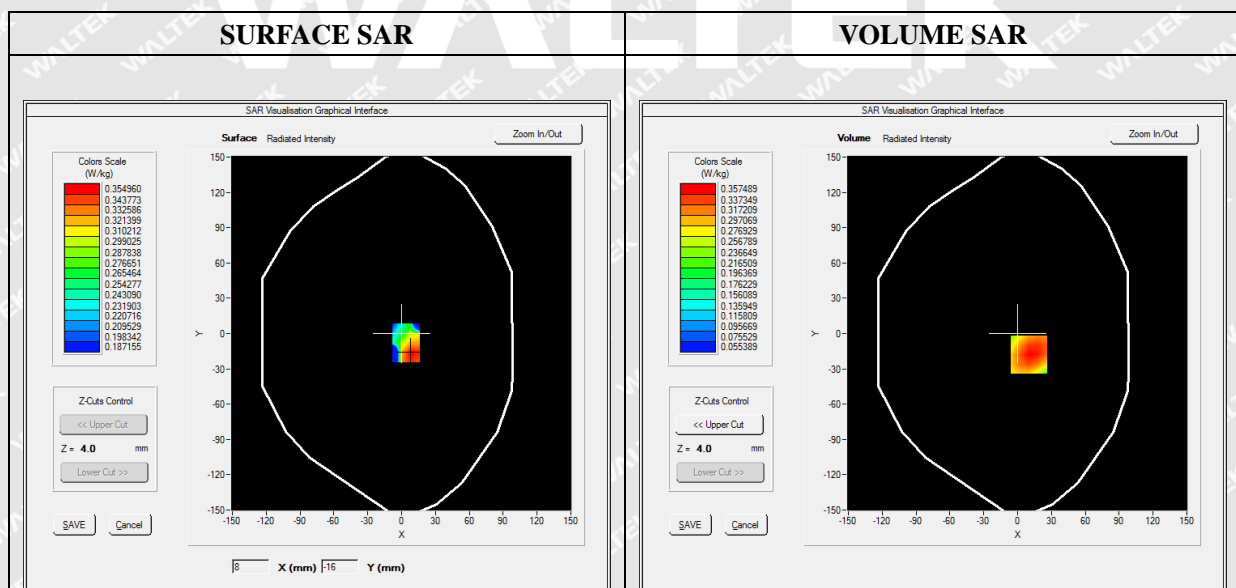 SURFACE SAR
VOLUME SAR
SAR Visualisation Graphical Interface
Surface Radiated Intensity
Zoom In/Out
Colors Scale
(W/kg)
0.354960
0.343773
0.332586
0.321399
0.310212
0.299025
0.287838
0.276651
0.265464
0.254277
0.243090
0.231903
0.220716
0.209529
0.198342
0.187155
Z-Cuts Control
<< Upper Cut
Z = 4.0 mm
Lower Cut >>
SAVE Cancel
150
120
90
60
30
0
-30
-60
-90
-120
-150
Y
-150 -120 -90 -60 -30 0 30 60 90 120 150
X
8 X (mm) -16 Y (mm)
SAR Visualisation Graphical Interface
Volume Radiated Intensity
Zoom In/Out
Colors Scale
(W/kg)
0.357489
0.337349
0.317209
0.297069
0.276929
0.256789
0.236649
0.216509
0.196369
0.176229
0.156089
0.135949
0.115809
0.095669
0.075529
0.055389
Z-Cuts Control
<< Upper Cut
Z = 4.0 mm
Lower Cut >>
SAVE Cancel
150
120
90
60
30
0
-30
-60
-90
-120
-150
Y
-150 -120 -90 -60 -30 0 30 60 90 120 150
X
WALTEK